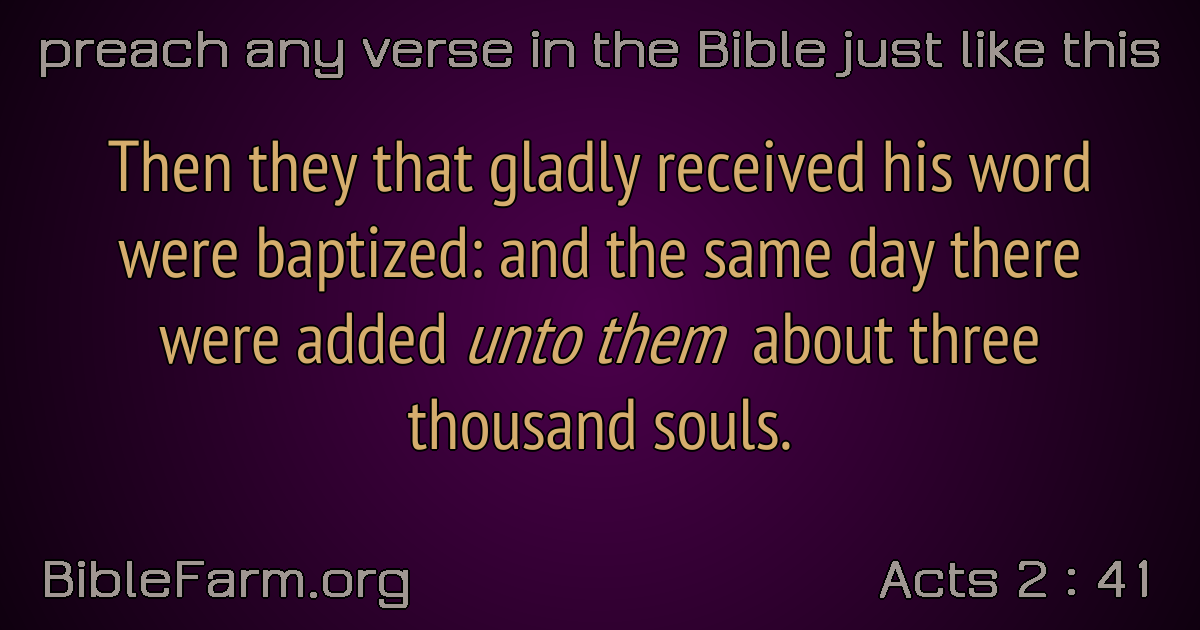 preach any verse in the Bible just like this
Then they that gladly received his word
were baptized: and the same day there
were added unto them about three
thousand souls.
BibleFarm.org
Acts 2 : 41